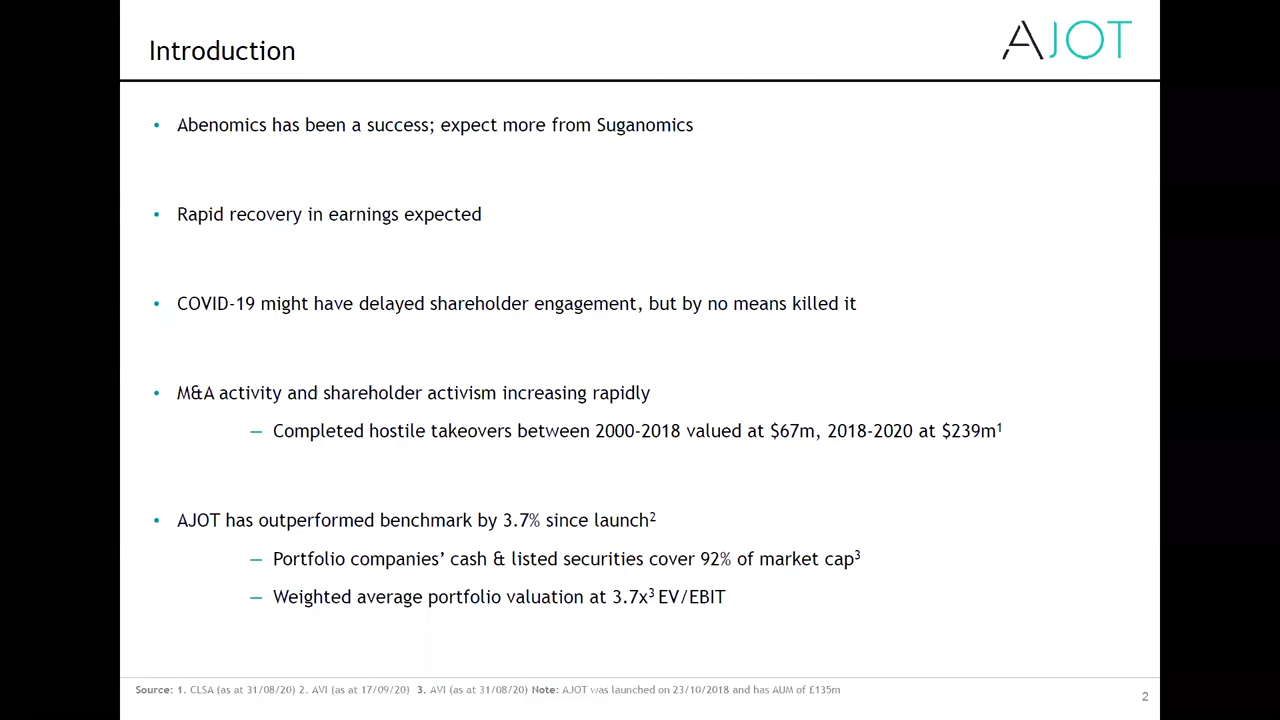 Introduction
AJOT
• Abenomics has been a success; expect more from Suganomics
• Rapid recovery in earnings expected
• COVID-19 might have delayed shareholder engagement, but by no means killed it
• M&A activity and shareholder activism increasing rapidly
— Completed hostile takeovers between 2000-2018 valued at $67m, 2018-2020 at $239m¹
• AJOT has outperformed benchmark by 3.7% since launch²
— Portfolio companies’ cash & listed securities cover 92% of market cap³
— Weighted average portfolio valuation at 3.7x³ EV/EBIT
Source: 1. CLSA (as at 31/08/20) 2. AVI (as at 17/09/20) 3. AVI (as at 31/08/20) Note: AJOT was launched on 23/10/2018 and has AUM of £135m
2